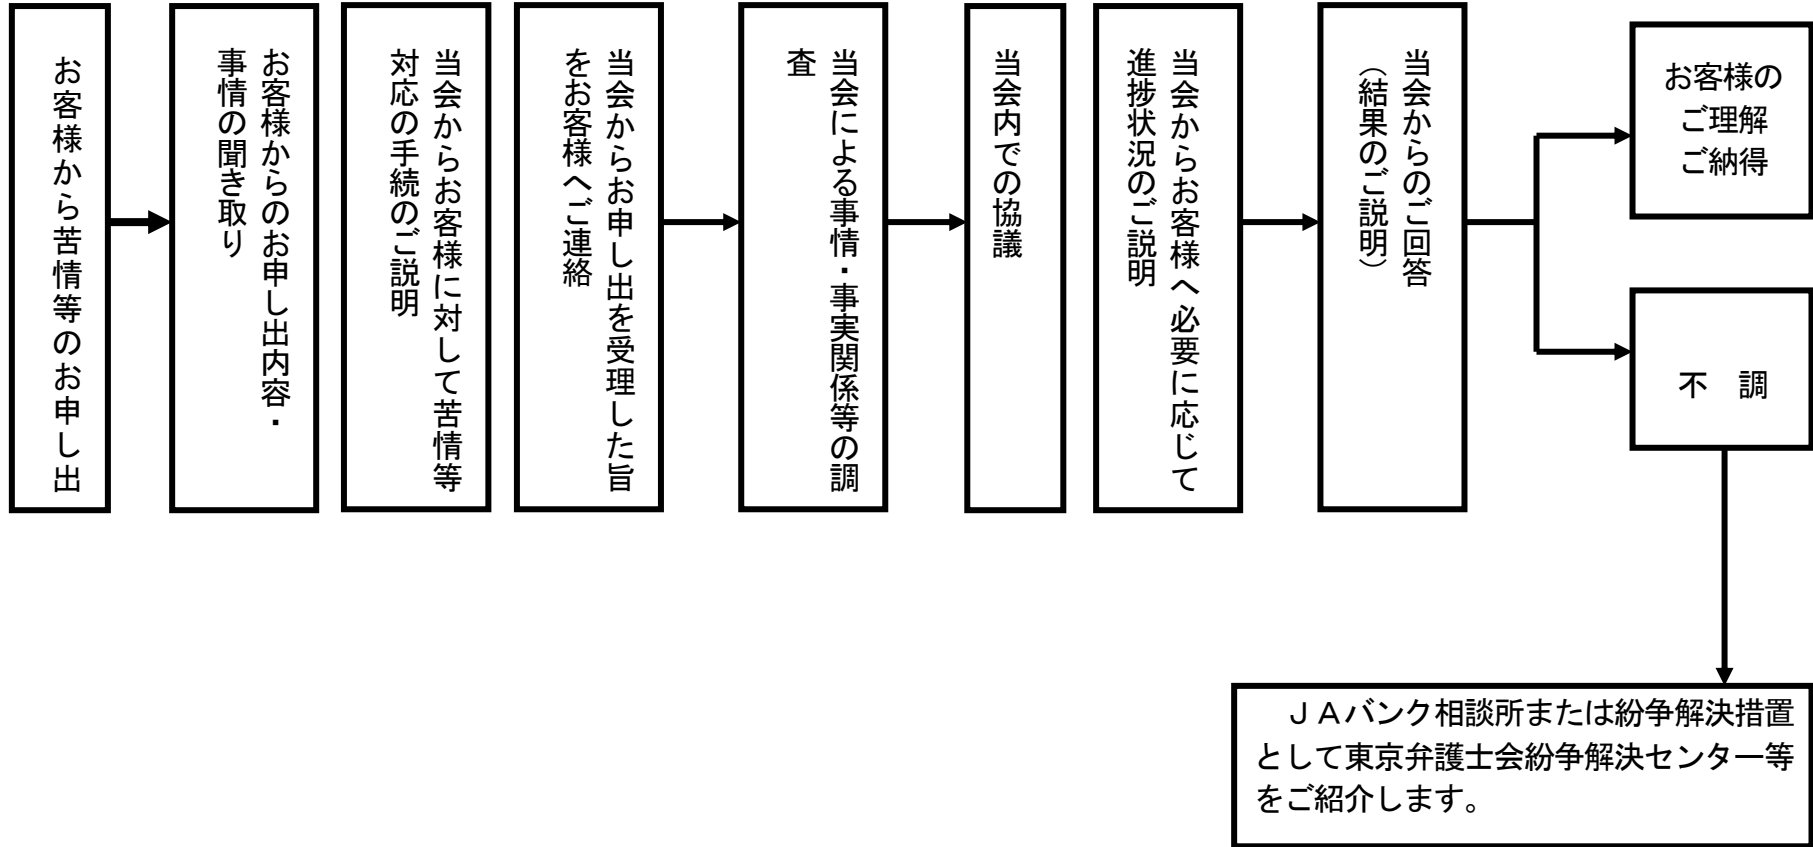 お客様から苦情等のお申し出
お客様からのお申し出内容・
事情の聞き取り
当会からお客様に対して苦情等
対応の手続のご説明
当会からお申し出を受理した旨
をお客様へご連絡
当会による事情・事実関係等の調
査
当会内での協議
当会からお客様へ必要に応じて
進捗状況のご説明
当会からのご回答
（結果のご説明）
お客様の
ご理解
ご納得
不　調
ＪＡバンク相談所または紛争解決措置
として東京弁護士会紛争解決センター等
をご紹介します。